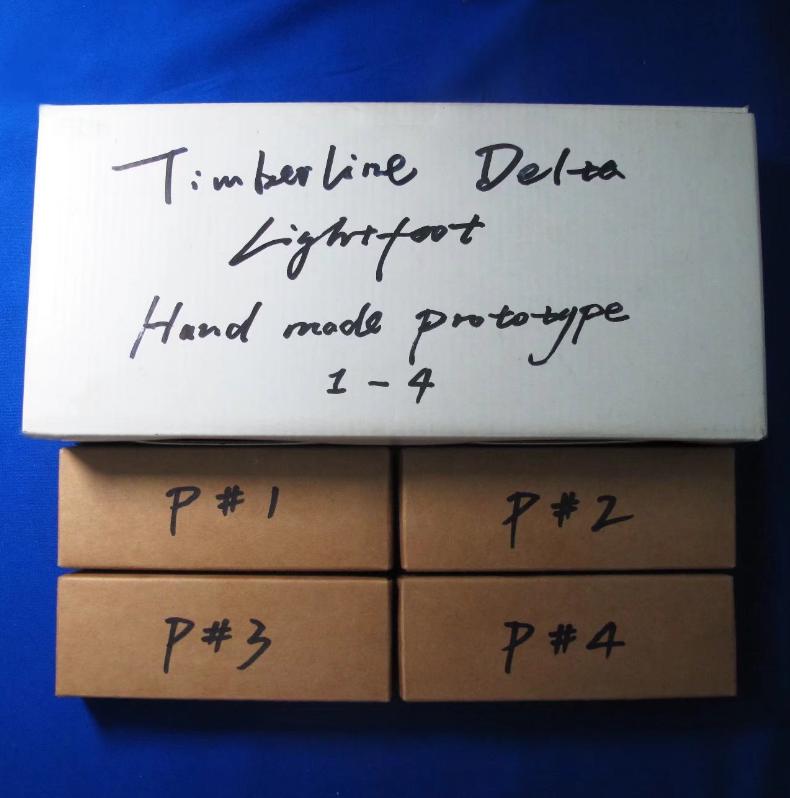 Timberline Delta
Lightfoot
Hand made prototype
1 - 4
P # 1
P # 2
P # 3
P # 4